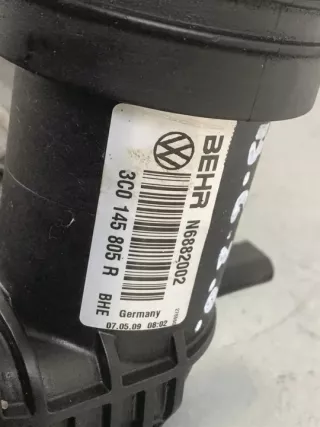 BEHR
N6882002
3C0 145 805 R
BHE
Germany
07.05.09 08:02